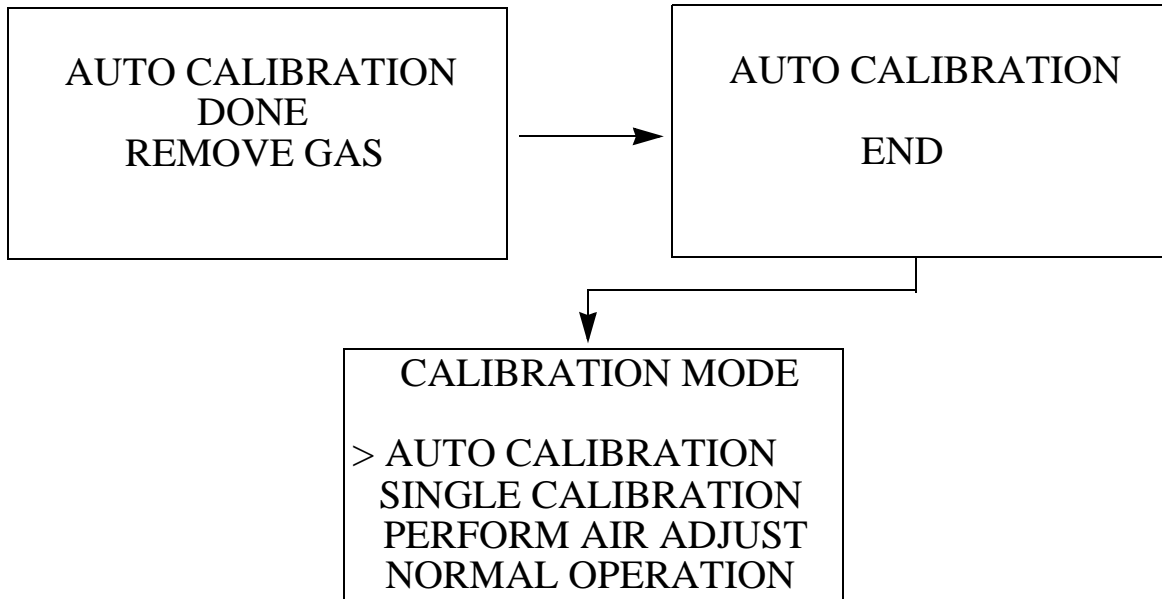 AUTO CALIBRATION
DONE
REMOVE GAS
AUTO CALIBRATION
END
CALIBRATION MODE
> AUTO CALIBRATION
SINGLE CALIBRATION
PERFORM AIR ADJUST
NORMAL OPERATION